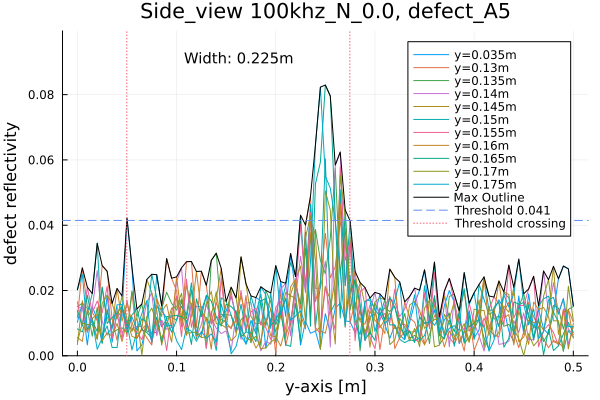 Side_view 100khz_N_0.0, defect_A5
Width: 0.225m
y=0.035m
y=0.13m
y=0.135m
y=0.14m
y=0.145m
y=0.15m
y=0.155m
y=0.16m
y=0.165m
y=0.17m
y=0.175m
Max Outline
Threshold 0.041
Threshold crossing
defect reflectivity
0.08
0.06
0.04
0.02
0.00
0.0 0.1 0.2 0.3 0.4 0.5
y-axis [m]